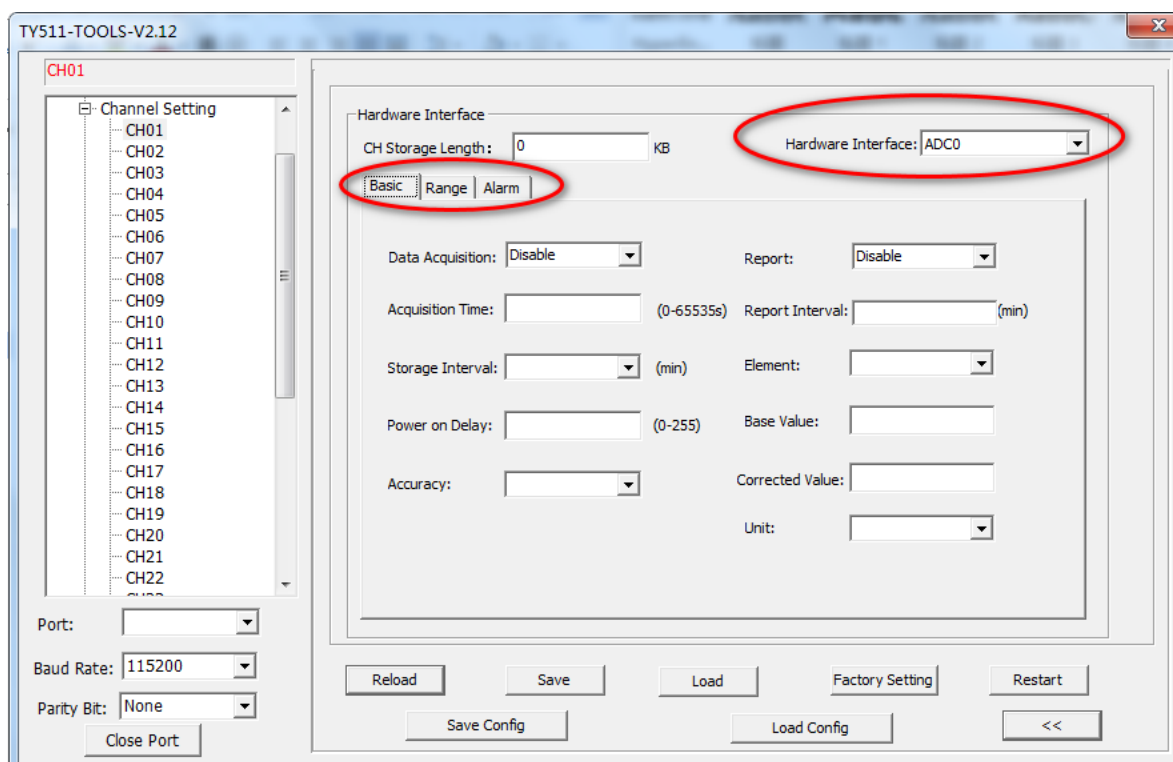 TY511-TOOLS-V2.12
CH01
Channel Setting
CH01
CH02
CH03
CH04
CH05
CH06
CH07
CH08
CH09
CH10
CH11
CH12
CH13
CH14
CH15
CH16
CH17
CH18
CH19
CH20
CH21
CH22
Port:
Baud Rate: 115200
Parity Bit: None
Close Port
Hardware Interface
CH Storage Length: 0 KB
Hardware Interface: ADC0
Basic Range Alarm
Data Acquisition: Disable Report: Disable
Acquisition Time: (0-65535s) Report Interval: (min)
Storage Interval: (min) Element:
Power on Delay: (0-255) Base Value:
Accuracy: Corrected Value:
Unit:
Reload Save Load Factory Setting Restart
Save Config Load Config <<